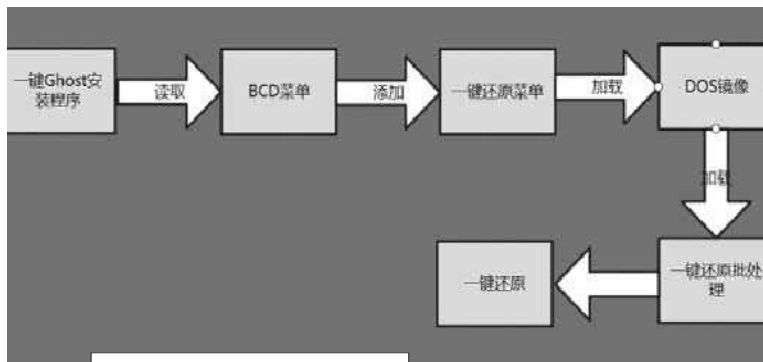 一键Ghost安
装程序
读取
BCD菜单
添加
一键还原菜单
加载
DOS镜像
加载
一键还原批处
理
一键还原